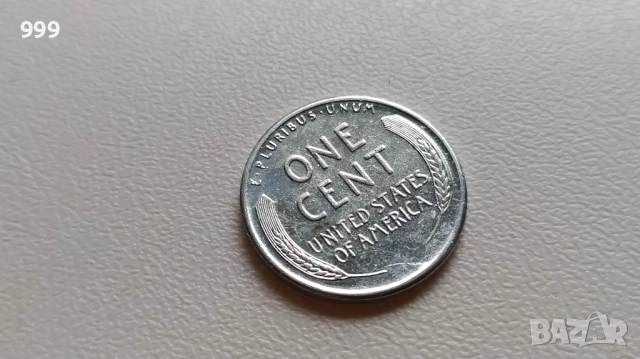 999
E · PLURIBUS · UNUM
ONE
CENT
UNITED STATES
OF AMERICA
BAZAR